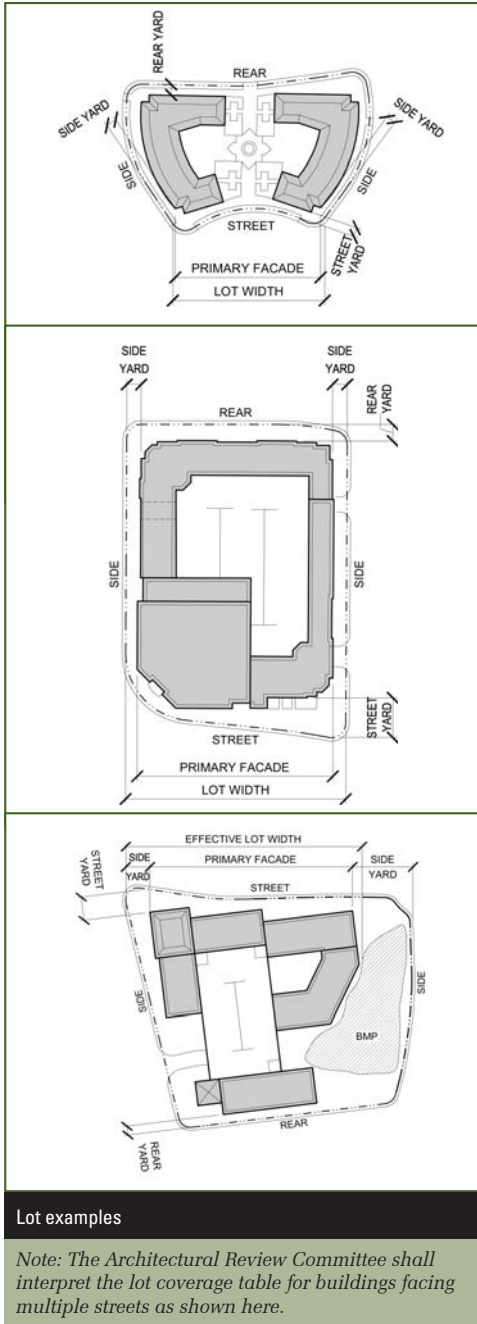 REAR YARD
REAR
SIDE YARD
SIDE YARD
SIDE
SIDE
STREET
STREET
YARD
PRIMARY FACADE
LOT WIDTH
SIDE
YARD
SIDE
YARD
REAR
YARD
REAR
SIDE
SIDE
STREET
YARD
STREET
PRIMARY FACADE
LOT WIDTH
EFFECTIVE LOT WIDTH
STREET
YARD
SIDE
YARD
PRIMARY FACADE
SIDE
YARD
STREET
SIDE
SIDE
BMP
REAR
REAR
YARD
Lot examples
Note: The Architectural Review Committee shall
interpret the lot coverage table for buildings facing
multiple streets as shown here.